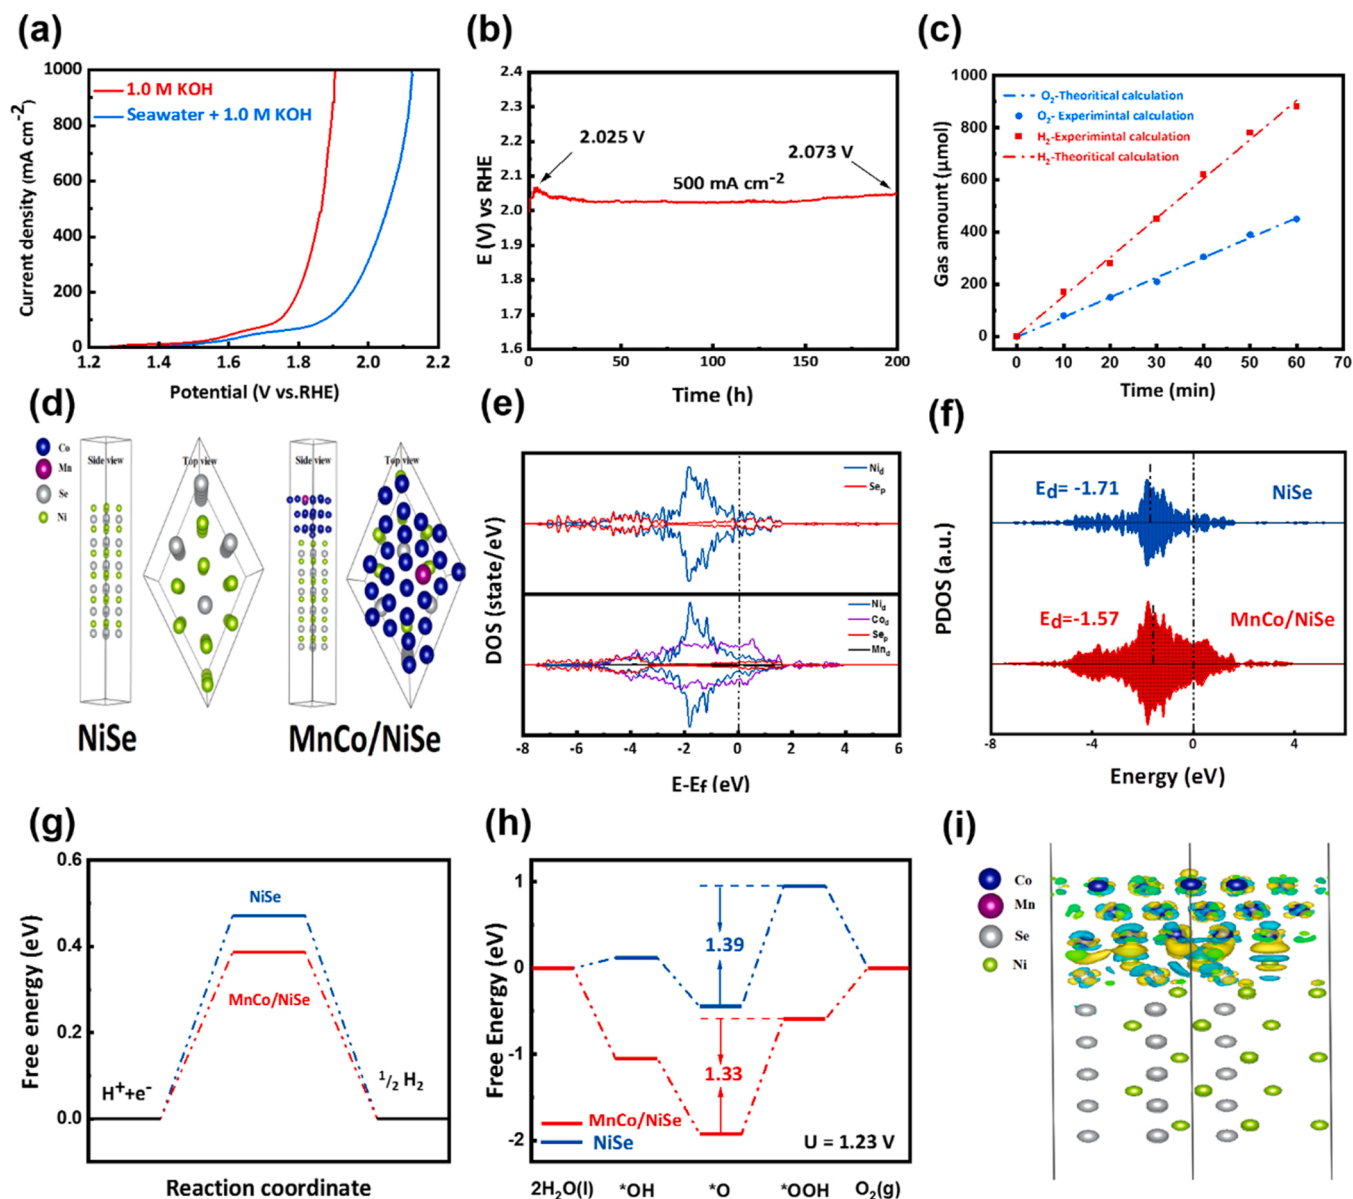 (a)
1000
800
600
400
200
0
1.2
1.4
1.6
1.8
2.0
2.2
Current density (mA cm-2)
Potential (V vs.RHE)
1.0 M KOH
Seawater + 1.0 M KOH
(b)
2.4
2.3
2.2
2.1
2.0
1.9
1.8
1.7
1.6
0
50
100
150
200
E (V) vs RHE
Time (h)
2.025 V
2.073 V
500 mA cm-2
(c)
1000
800
600
400
200
0
0
10
20
30
40
50
60
70
Gas amount (μmol)
Time (min)
O2-Theoritical calculation
O2- Experimintal calculation
H2-Experimintal calculation
H2-Theoritical calculation
(d)
Co
Mn
Se
Ni
Side view
Top view
Side view
Top view
NiSe
MnCo/NiSe
(e)
Nid
Sep
Nid
Cod
Sep
Mnd
DOS (state/eV)
-8
-6
-4
-2
0
2
4
6
E-Ef (eV)
(f)
Ed= -1.71
NiSe
Ed=-1.57
MnCo/NiSe
PDOS (a.u.)
-8
-4
0
4
Energy (eV)
(g)
0.6
0.4
0.2
0.0
Free energy (eV)
NiSe
MnCo/NiSe
H++e-
1/2 H2
Reaction coordinate
(h)
1
0
-1
-2
Free Energy (eV)
1.39
1.33
MnCo/NiSe
NiSe
U = 1.23 V
2H2O(l)
*OH
*O
*OOH
O2(g)
(i)
Co
Mn
Se
Ni